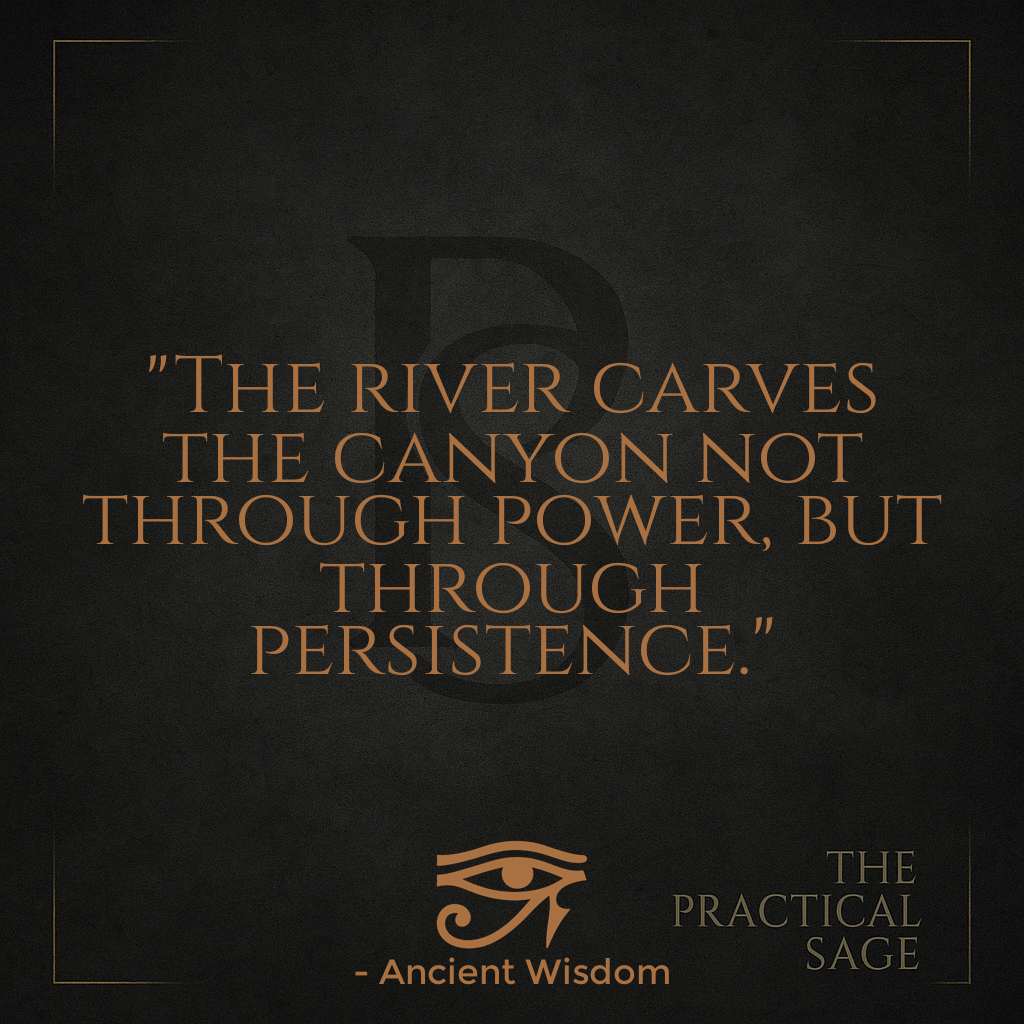 "The river carves
the canyon not
through power, but
through
persistence."
- Ancient Wisdom
THE
PRACTICAL
SAGE